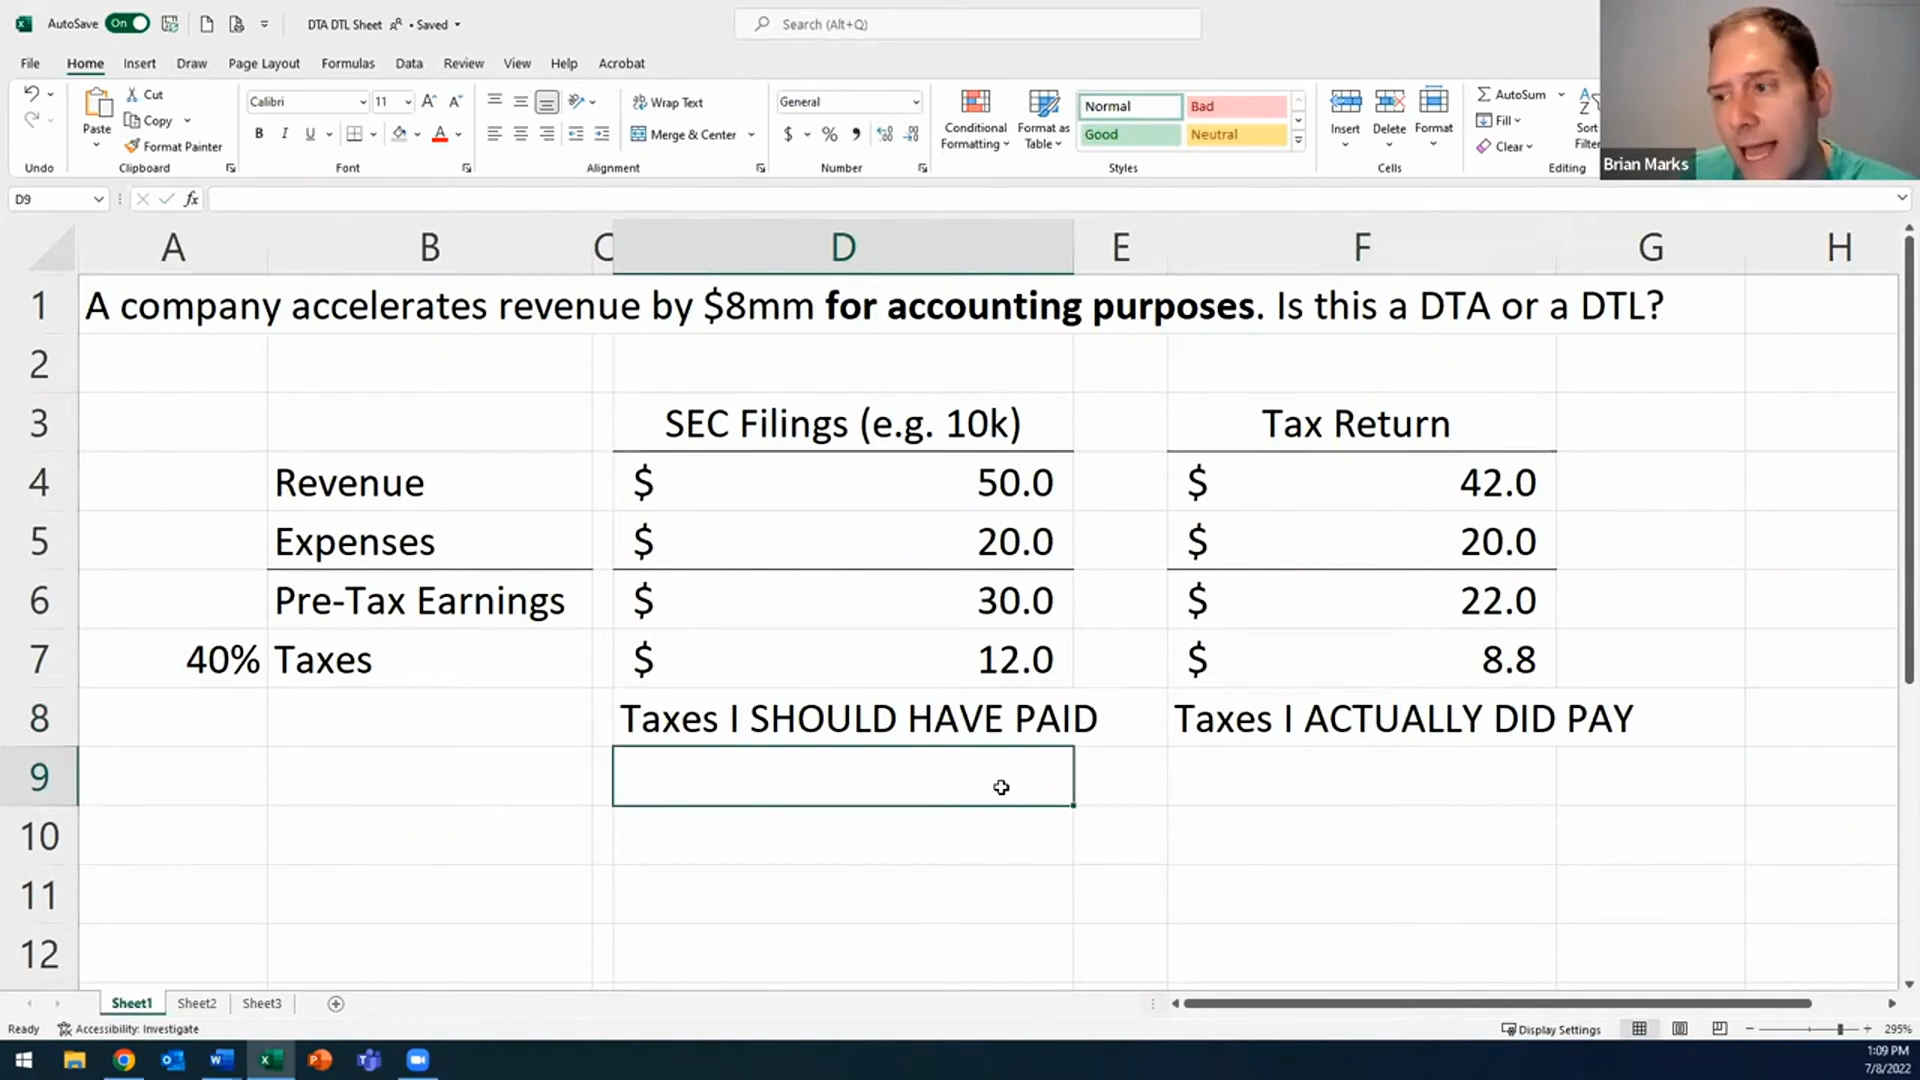 AutoSave On DTA DTL Sheet • Saved Search (Alt+Q)
File Home Insert Draw Page Layout Formulas Data Review View Help Acrobat
Paste Cut Calibri 11 Wrap Text General Normal Bad AutoSum
Copy Conditional Formatting Format as Table Good Neutral Insert Delete Format Fill Sort
Format Painter B I U Merge & Center $ % Clear Filter
Undo Clipboard Font Alignment Number Styles Cells Editing
Brian Marks
D9 fx
A B C D E F G H
1 A company accelerates revenue by $8mm for accounting purposes. Is this a DTA or a DTL?
2
3 SEC Filings (e.g. 10k) Tax Return
4 Revenue $ 50.0 $ 42.0
5 Expenses $ 20.0 $ 20.0
6 Pre-Tax Earnings $ 30.0 $ 22.0
7 40% Taxes $ 12.0 $ 8.8
8 Taxes I SHOULD HAVE PAID Taxes I ACTUALLY DID PAY
9
10
11
12
Sheet1 Sheet2 Sheet3
Ready Accessibility: Investigate Display Settings 295%
1:09 PM
7/8/2022